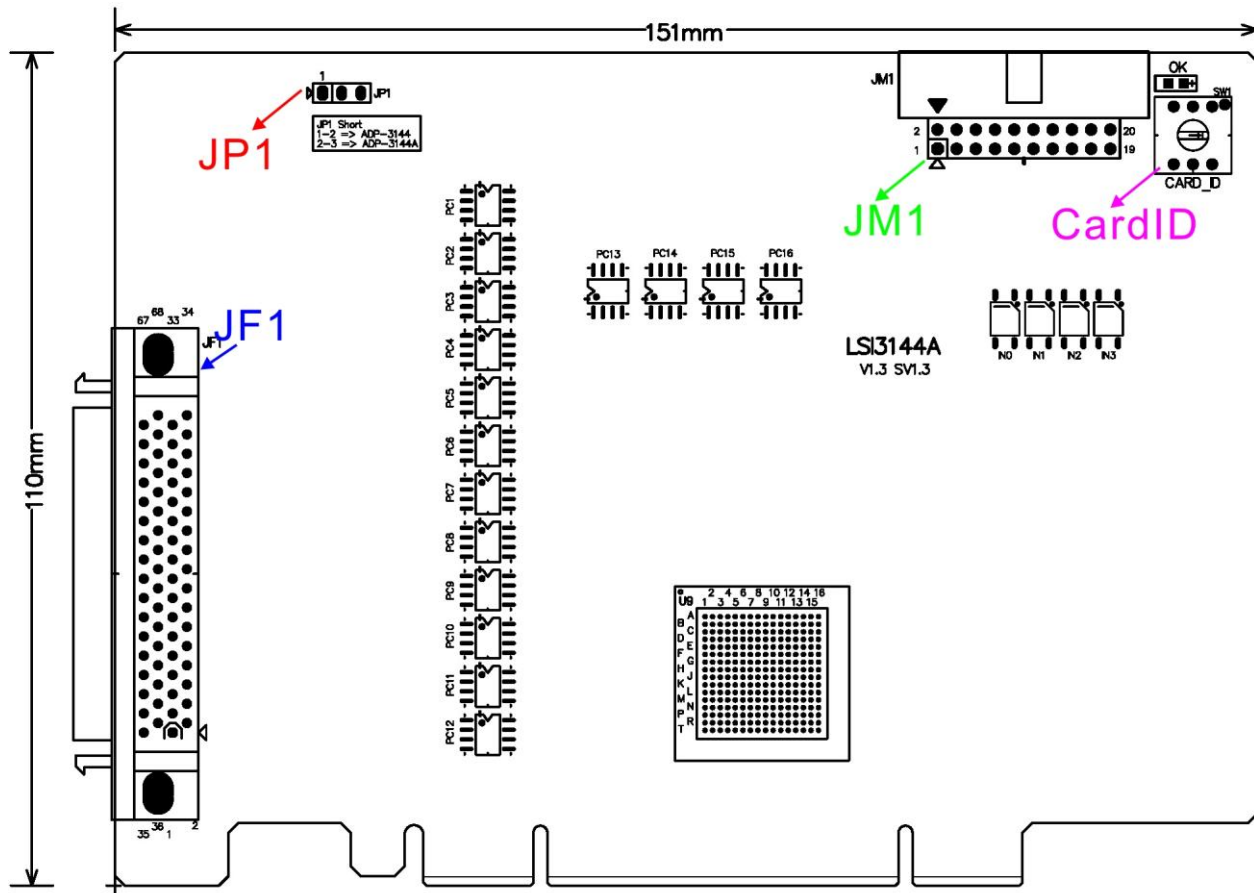 151mm
110mm
1
JP1
JP1
JP1 Short
1-2 => ADP-3144
2-3 => ADP-3144A
JM1
2
20
1
19
JM1
OK
SW1
CARD_ID
CardID
PC1
PC2
PC3
PC4
PC5
PC6
PC7
PC8
PC9
PC10
PC11
PC12
PC13 PC14 PC15 PC16
IN0 IN1 IN2 IN3
LSI3144A
V1.3 SV1.3
67 68 33 34
JF1
JF1
35 36 1 2
U9
2 4 6 8 10 12 14 16
1 3 5 7 9 11 13 15
A
B
C
D
E
F
G
H
J
K
L
M
N
P
R
T